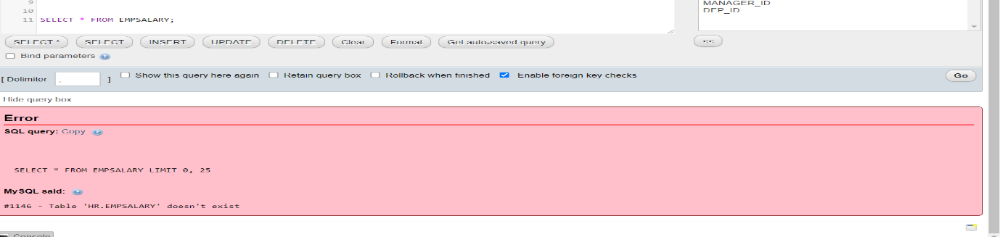 9
MANAGER_ID
10
DEP_ID
11 SELECT * FROM EMPSALARY;
SELECT * SELECT INSERT UPDATE DELETE Clear Format Get auto-saved query <<
Bind parameters
[ Delimiter ; ] Show this query here again Retain query box Rollback when finished Enable foreign key checks Go
Hide query box
Error
SQL query: Copy
SELECT * FROM EMPSALARY LIMIT 0, 25
MySQL said:
#1146 - Table 'HR.EMPSALARY' doesn't exist
Console